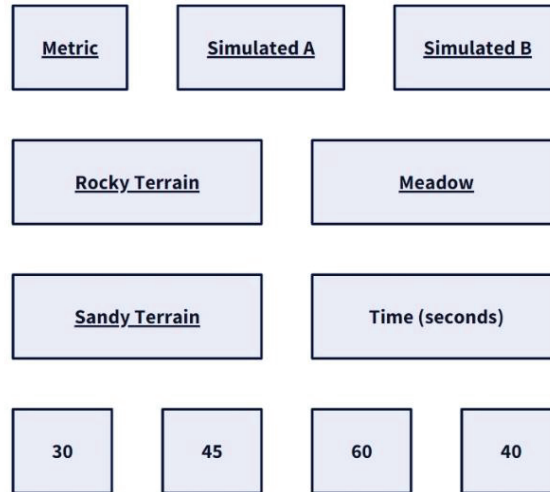 Metric Simulated A Simulated B
Rocky Terrain Meadow
Sandy Terrain Time (seconds)
30 45 60 40